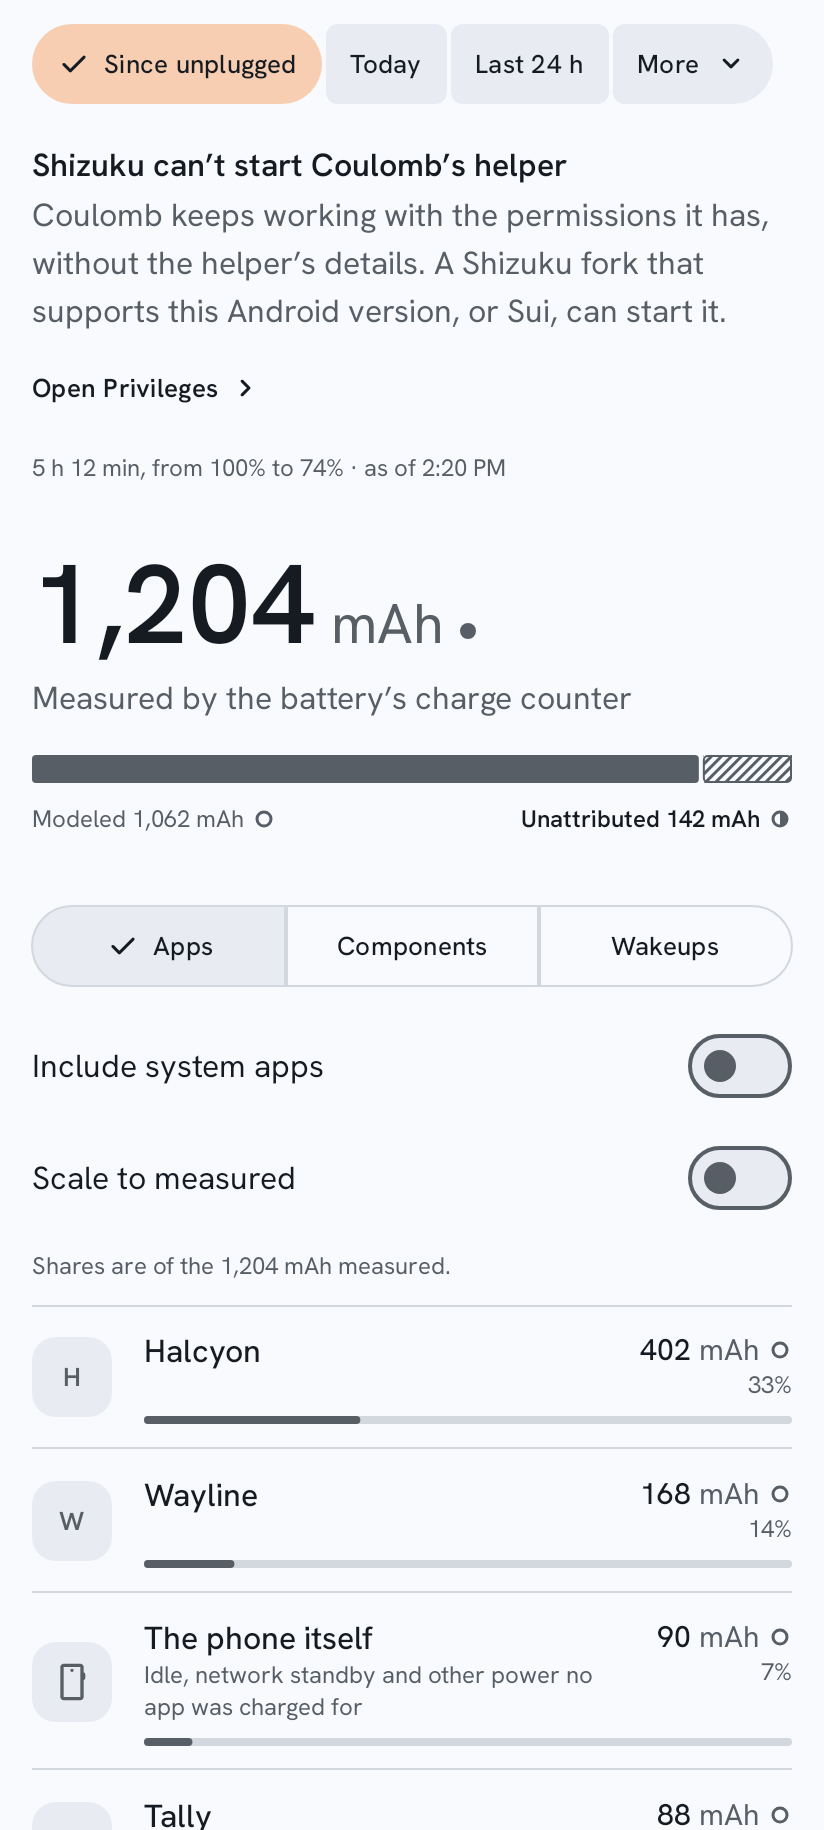 Since unplugged
Today
Last 24 h
More
Shizuku can’t start Coulomb’s helper
Coulomb keeps working with the permissions it has,
without the helper’s details. A Shizuku fork that
supports this Android version, or Sui, can start it.
Open Privileges
5 h 12 min, from 100% to 74% · as of 2:20 PM
1,204 mAh
Measured by the battery’s charge counter
Modeled 1,062 mAh
Unattributed 142 mAh
Apps
Components
Wakeups
Include system apps
Scale to measured
Shares are of the 1,204 mAh measured.
H
Halcyon
402 mAh
33%
W
Wayline
168 mAh
14%
The phone itself
90 mAh
Idle, network standby and other power no
7%
app was charged for
Tally
88 mAh